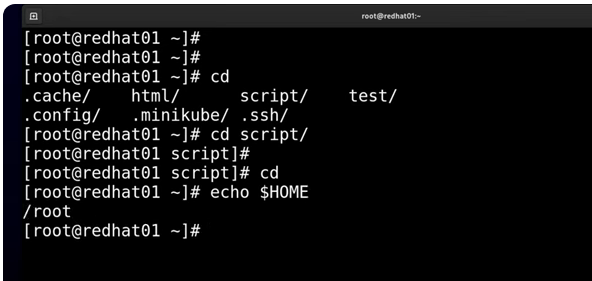 root@redhat01:~
[root@redhat01 ~]#
[root@redhat01 ~]#
[root@redhat01 ~]# cd
.cache/ html/ script/ test/
.config/ .minikube/ .ssh/
[root@redhat01 ~]# cd script/
[root@redhat01 script]#
[root@redhat01 script]# cd
[root@redhat01 ~]# echo $HOME
/root
[root@redhat01 ~]#